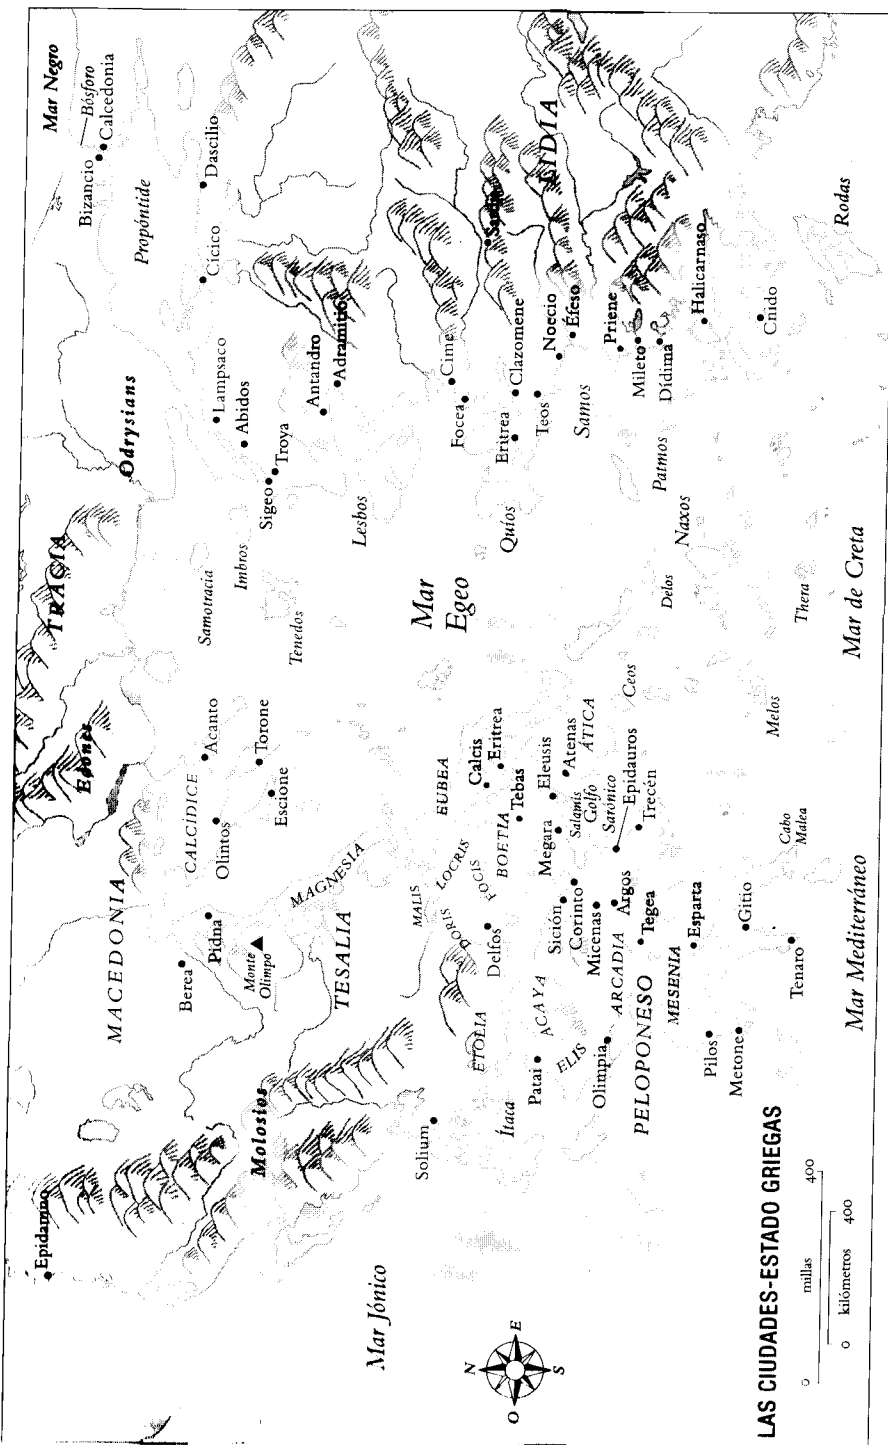 Mar Negro
Bósforo
Bizancio
Calcedonia
Propóntide
Dascilio
Cícico
Odrysians
TRACIA
Edones
MACEDONIA
Epidamno
Molosios
Lampsaco
Abidos
Sigeo
Troya
Antandro
Adramitio
Samotracia
Imbros
Tenedos
Lesbos
CALCÍDICE
Acanto
Olintos
Torone
Escione
Pidna
Berea
Monte
Olimpo
MAGNESIA
TESALIA
Mar Jónico
Mar
Egeo
Cime
Focea
LIDIA
Clazomene
Eritrea
Teos
Noecio
Éfeso
Quíos
Samos
Priene
Mileto
Dídima
Halicarnaso
Cnido
Rodas
Patmos
Naxos
Delos
Thera
Mar de Creta
EUBEA
Calcis
Eritrea
MALIS
LOCRIS
DORIS
FOCIS
BOETIA
Tebas
Delfos
Eleusis
Atenas
ÁTICA
Megara
Salamis
Golfo
Sarónico
Epidauros
Trecén
Ceos
Melos
Solium
ETOLIA
Ítaca
Patai
ACAYA
ELIS
Olimpia
Sición
Corinto
Micenas
Argos
ARCADIA
Tegea
PELOPONESO
MESENIA
Esparta
Pilos
Metone
Gitio
Tenaro
Cabo
Malea
Mar Mediterráneo
N
O
E
S
LAS CIUDADES-ESTADO GRIEGAS
0 millas 400
0 kilómetros 400